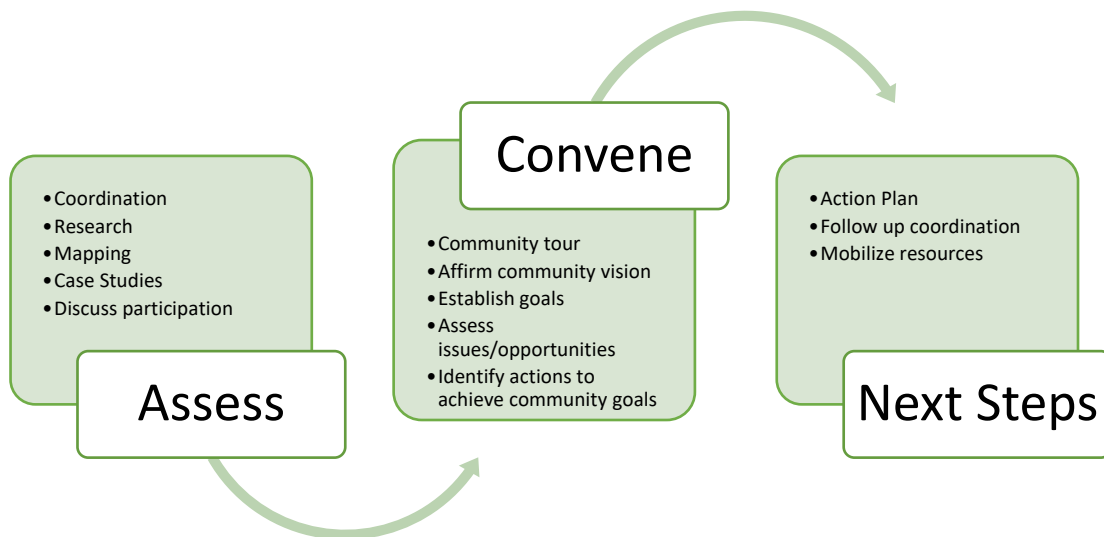 •Coordination
•Research
•Mapping
•Case Studies
•Discuss participation
Assess
Convene
•Community tour
•Affirm community vision
•Establish goals
•Assess
issues/opportunities
•Identify actions to
achieve community goals
•Action Plan
•Follow up coordination
•Mobilize resources
Next Steps